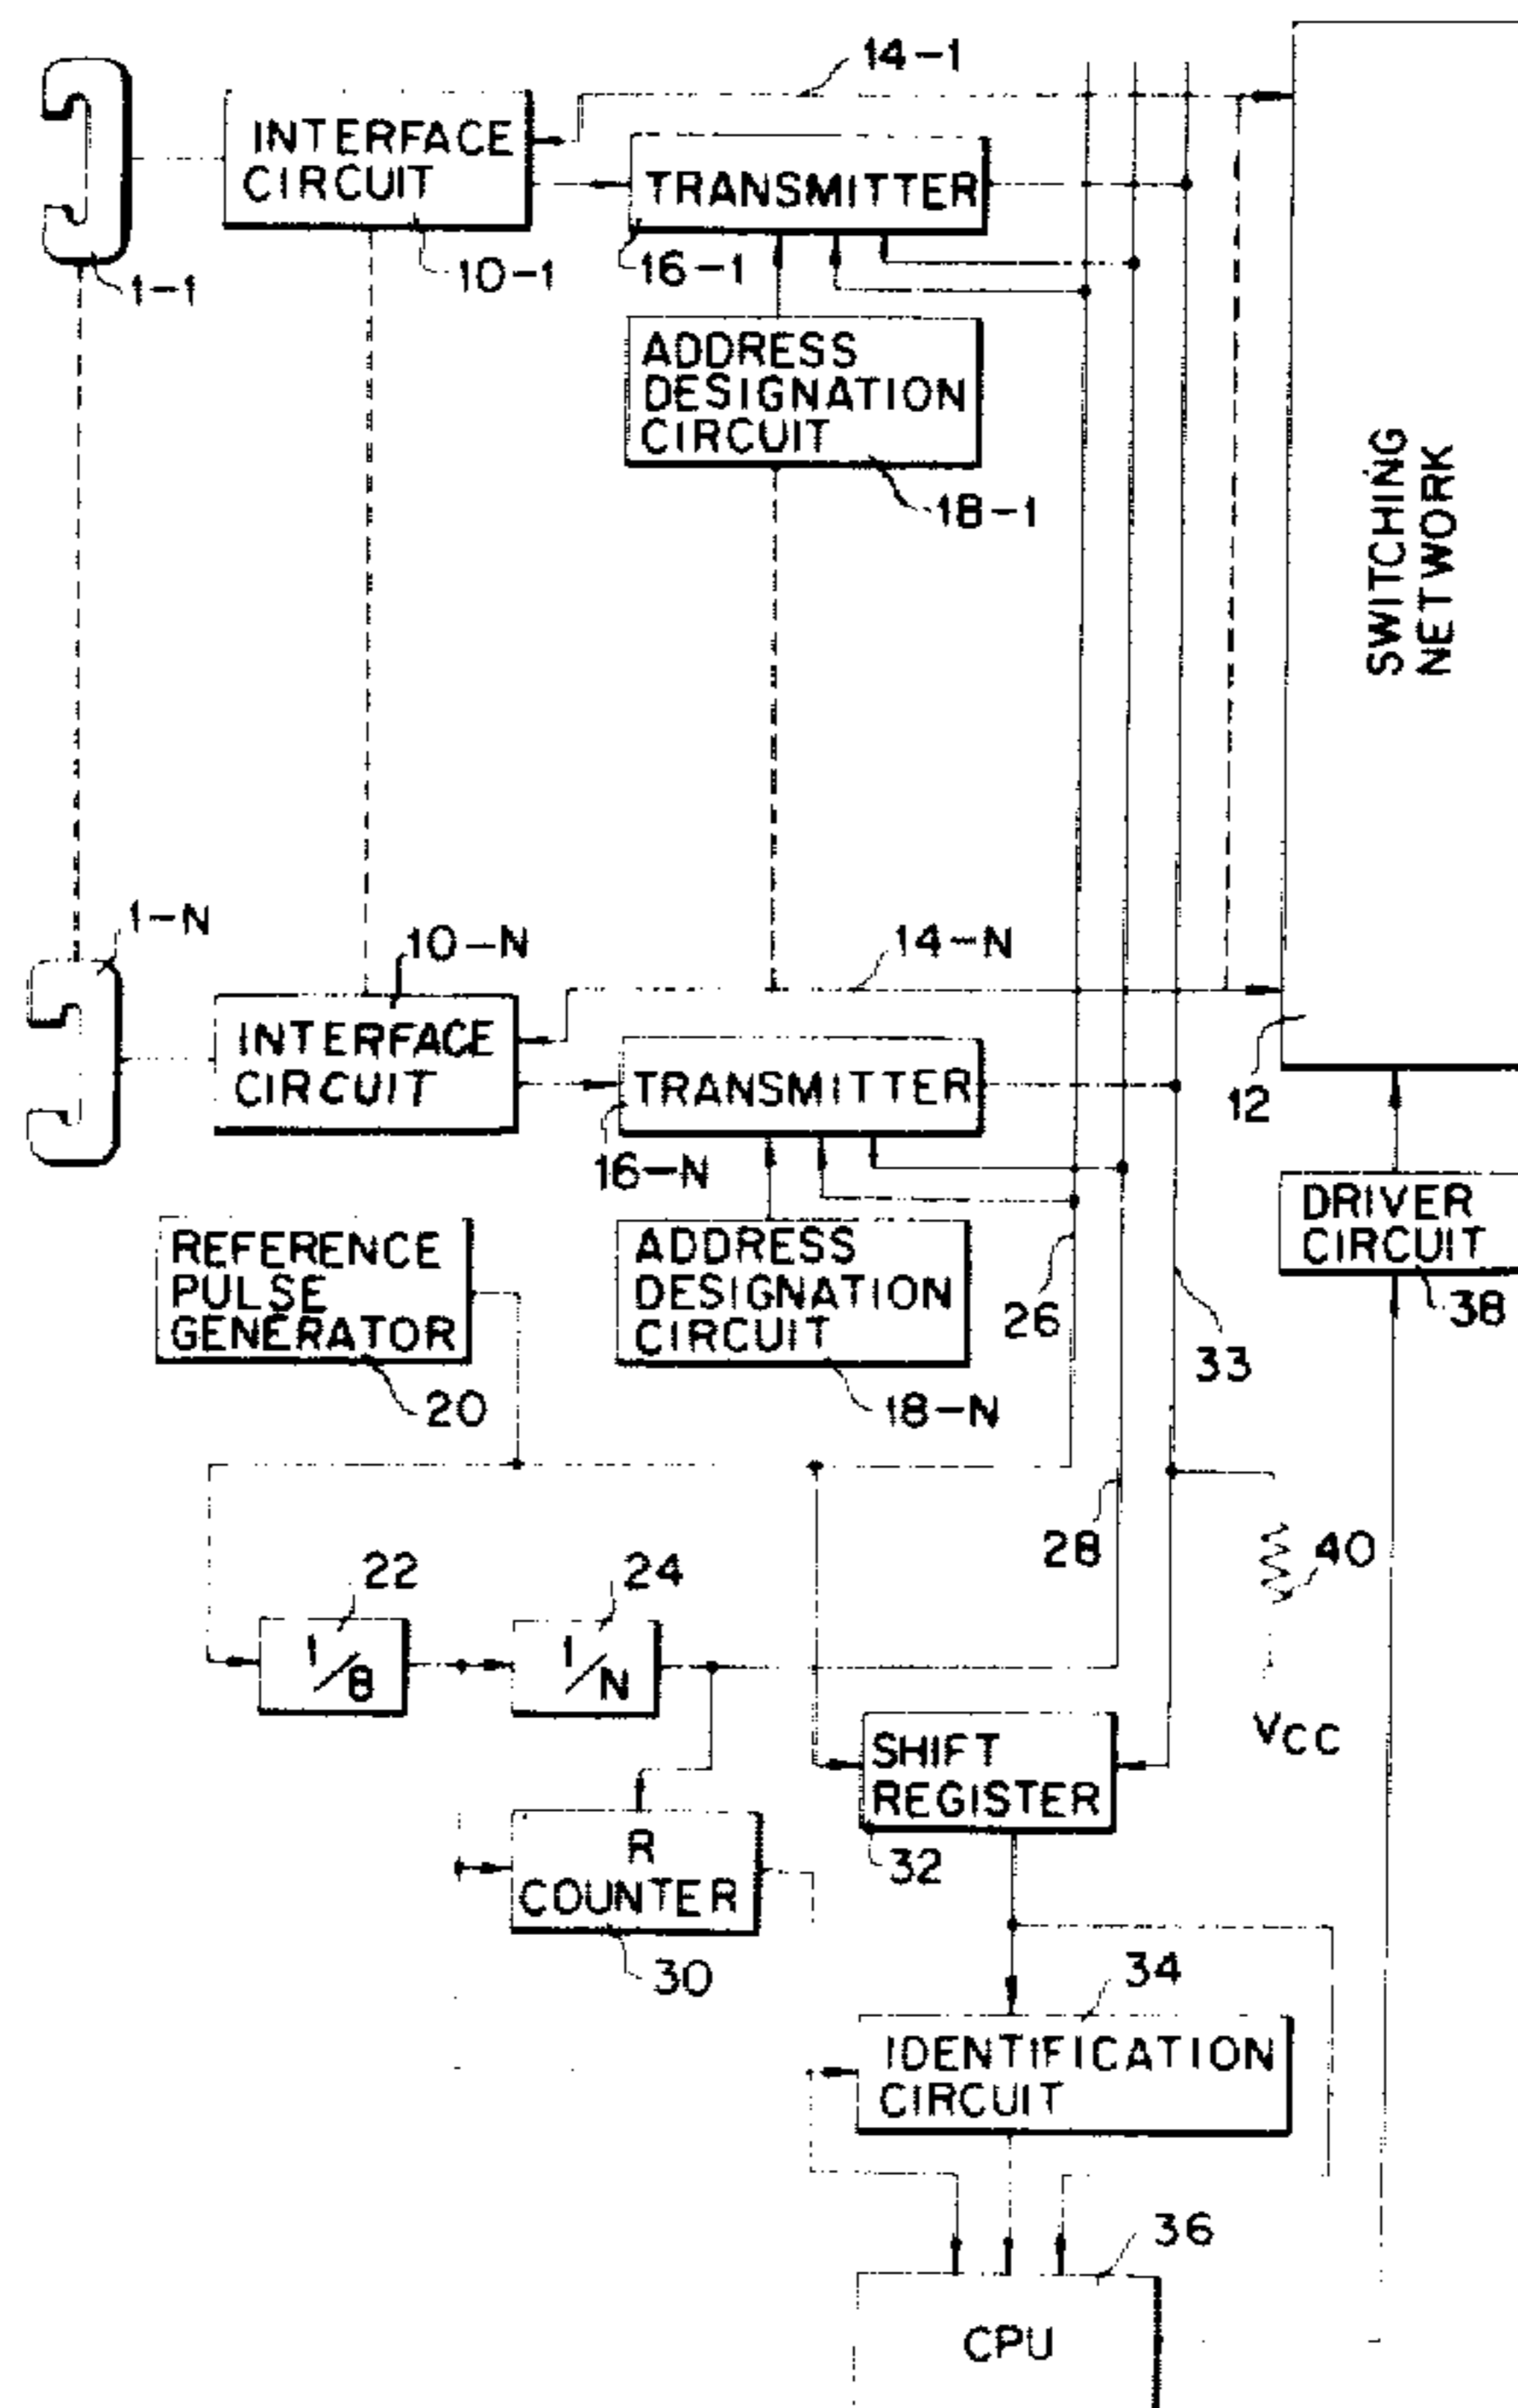 14-1
INTERFACE
CIRCUIT
TRANSMITTER
1-1
10-1
16-1
ADDRESS
DESIGNATION
CIRCUIT
18-1
SWITCHING
NETWORK
1-N
10-N
14-N
INTERFACE
CIRCUIT
TRANSMITTER
12
16-N
REFERENCE
PULSE
GENERATOR
20
ADDRESS
DESIGNATION
CIRCUIT
18-N
26
33
DRIVER
CIRCUIT
38
28
40
22
24
1/8
1/N
VCC
SHIFT
REGISTER
32
R
COUNTER
30
34
IDENTIFICATION
CIRCUIT
36
CPU